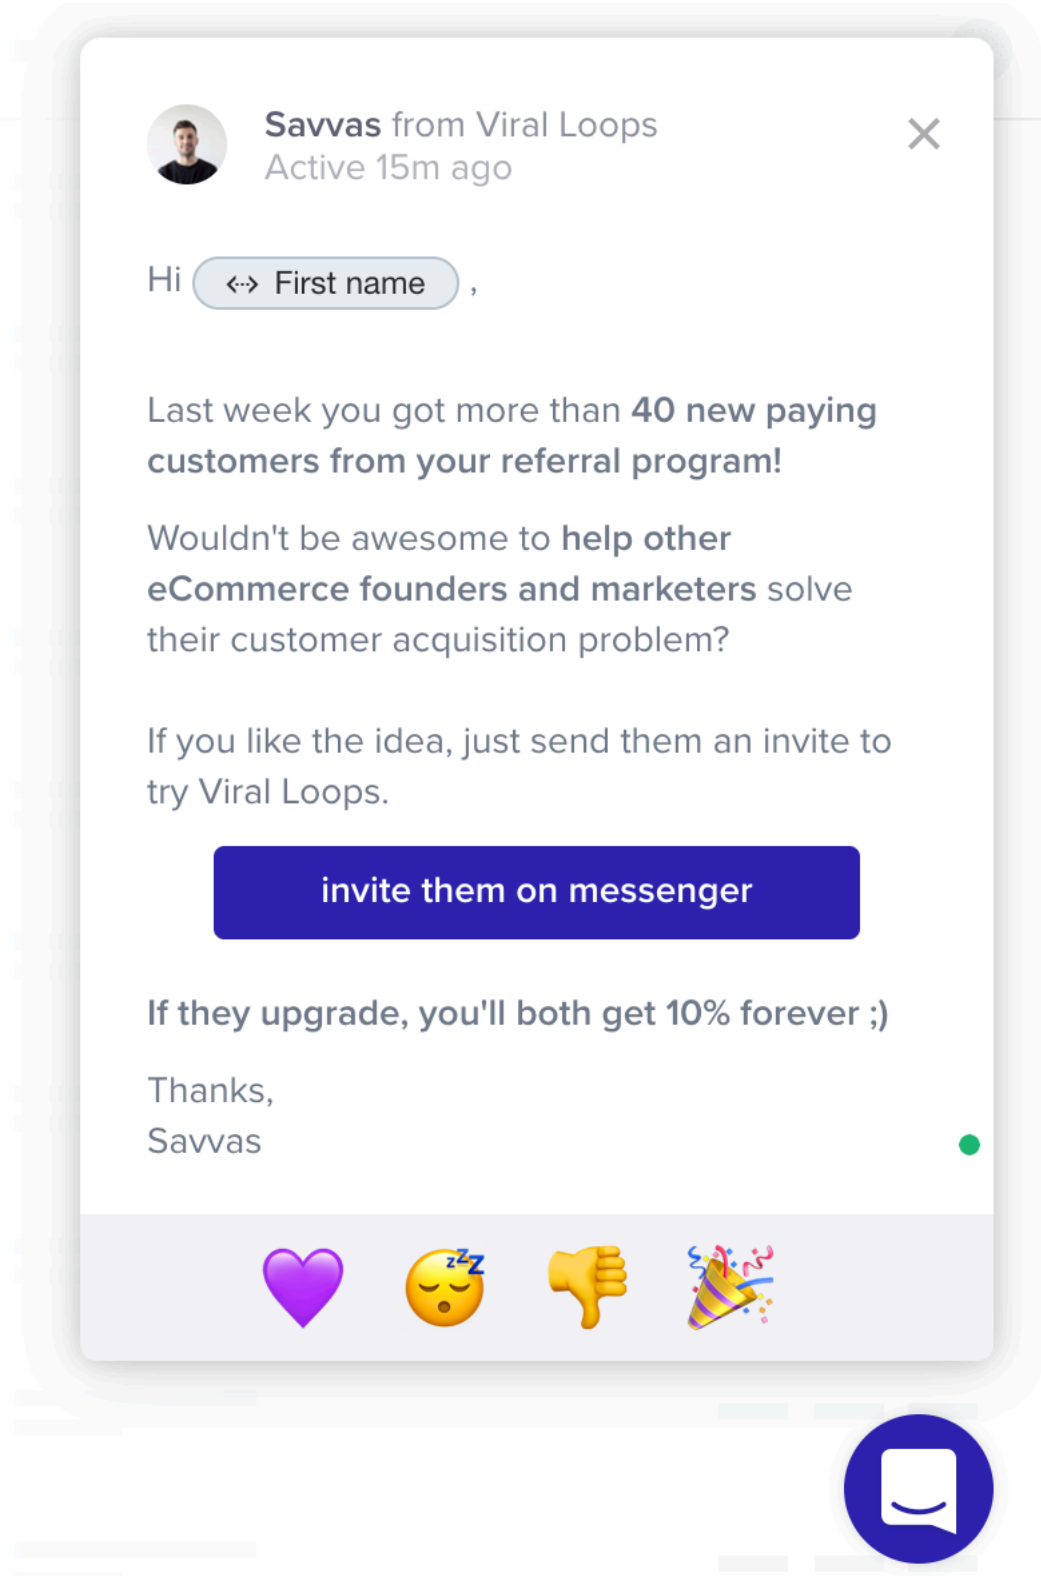 Savvas from Viral Loops
Active 15m ago
Hi <··> First name ,
Last week you got more than 40 new paying
customers from your referral program!
Wouldn't be awesome to help other
eCommerce founders and marketers solve
their customer acquisition problem?
If you like the idea, just send them an invite to
try Viral Loops.
invite them on messenger
If they upgrade, you'll both get 10% forever ;)
Thanks,
Savvas